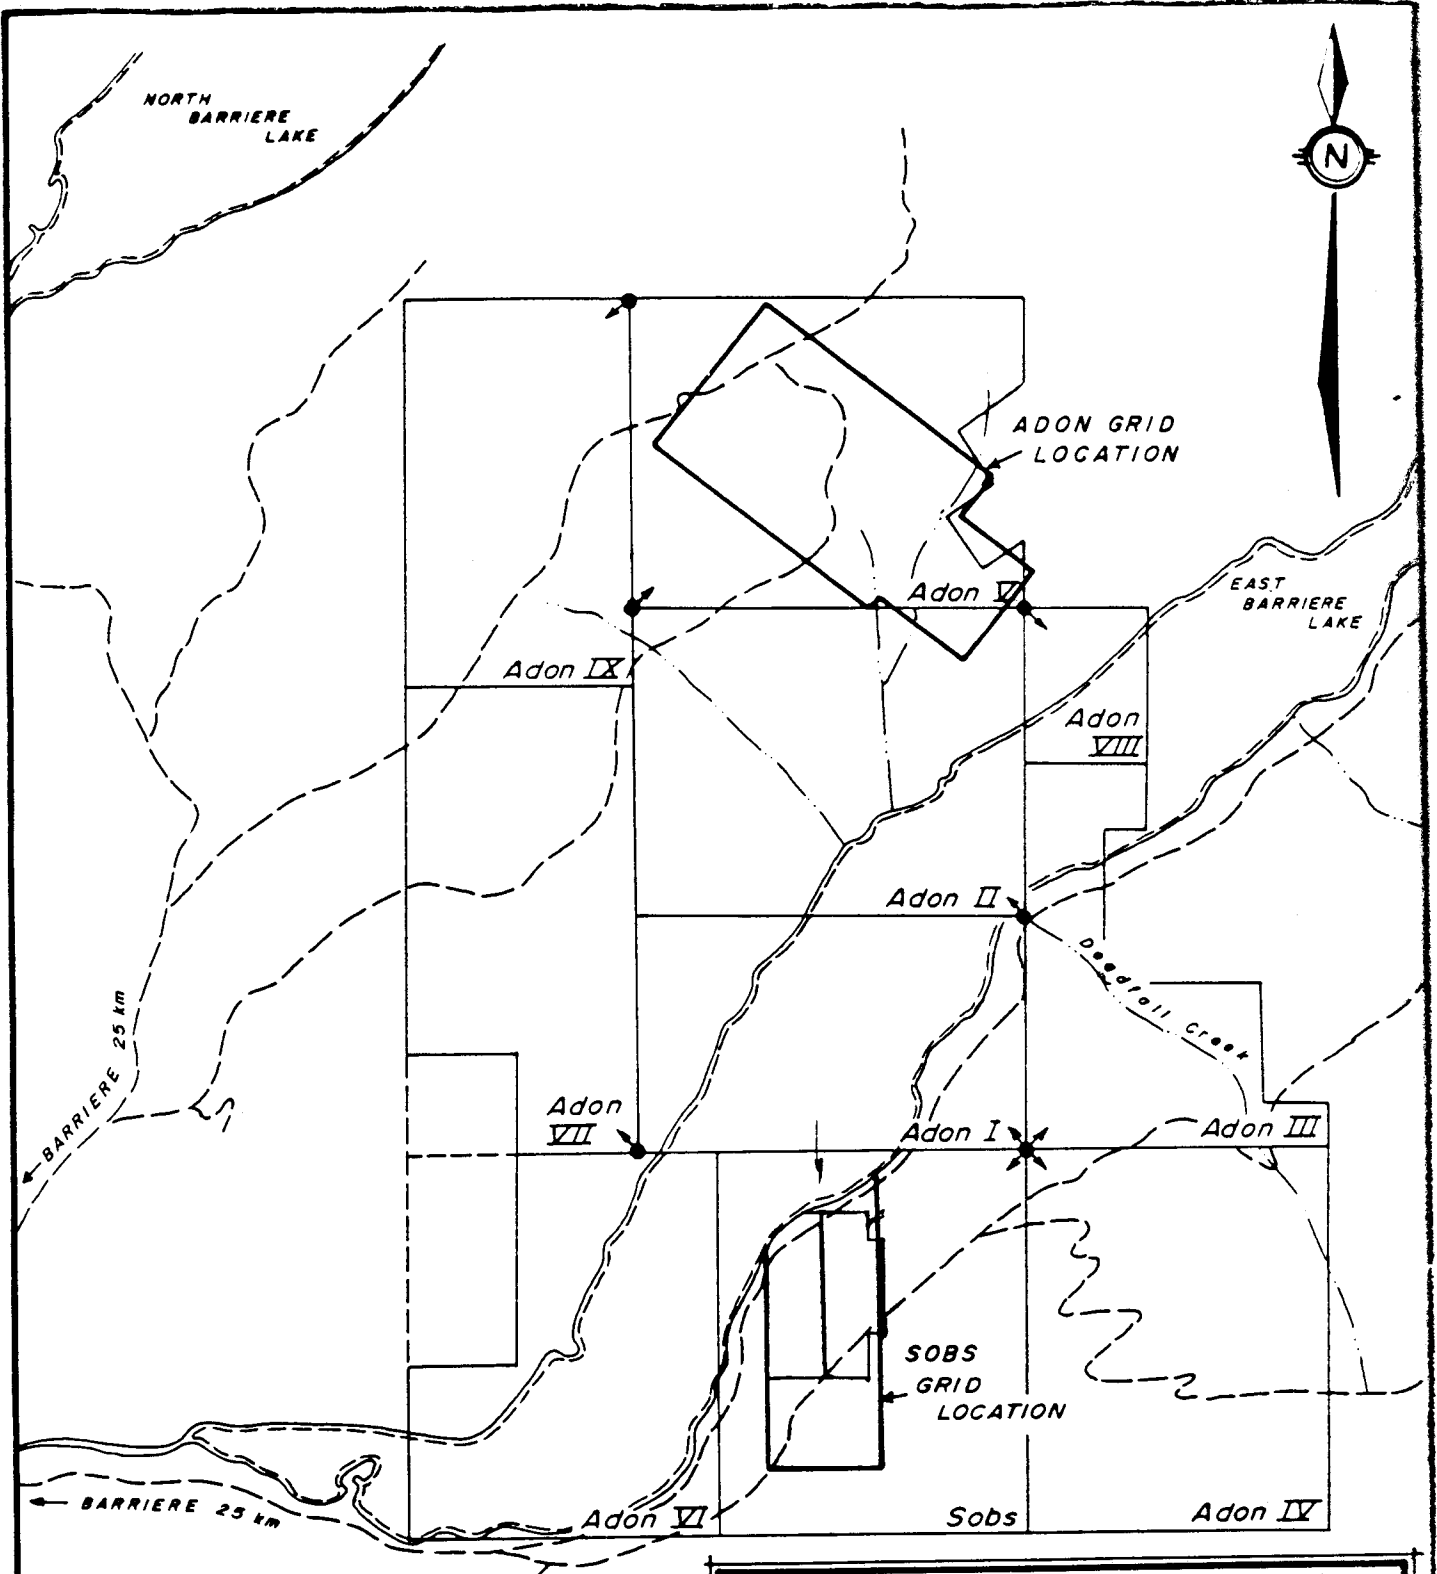 NORTH
BARRIERE
LAKE
N
ADON GRID
LOCATION
EAST
BARRIERE
LAKE
Adon V
Adon IX
Adon
VIII
Adon II
Deadfall Creek
BARRIERE 25 km
Adon
VII
Adon I
Adon III
SOBS
GRID
LOCATION
BARRIERE 25 km
Adon VI
Sobs
Adon IV